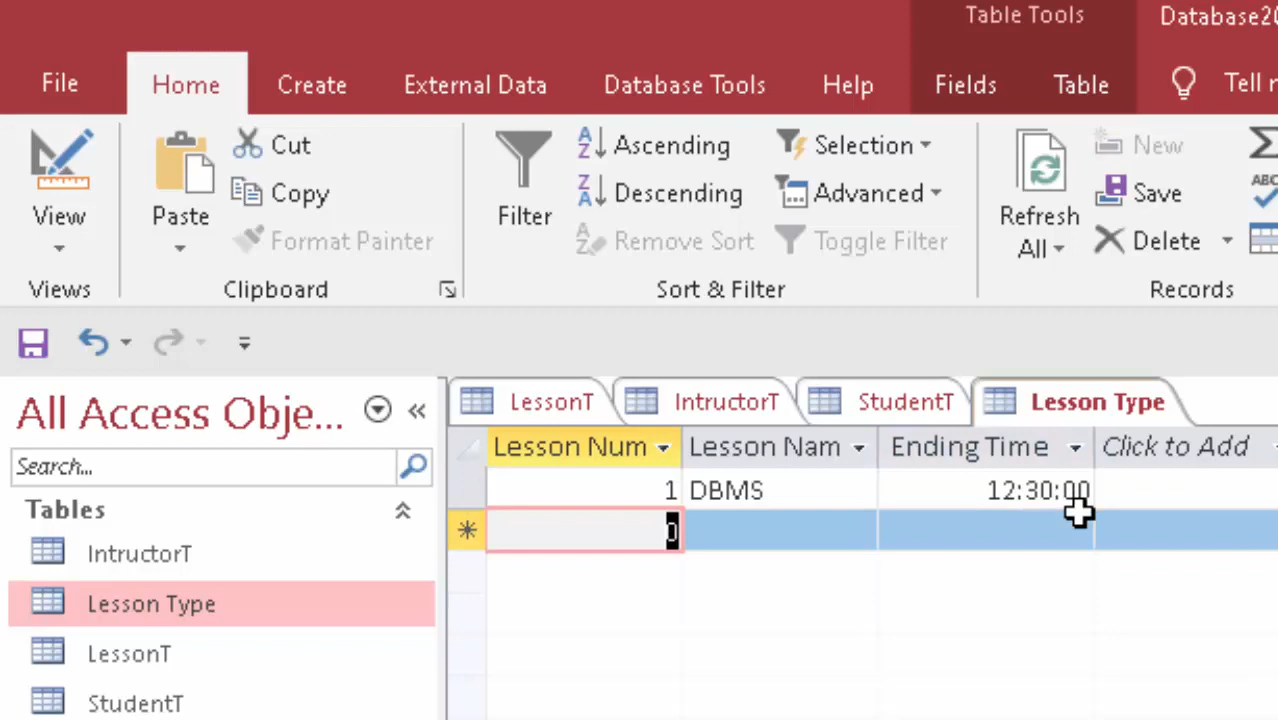 Table Tools
Database20
File Home Create External Data Database Tools Help Fields Table Tell
View
Paste
Cut
Copy
Format Painter
Filter
Ascending
Descending
Remove Sort
Selection
Advanced
Toggle Filter
Refresh
All
New
Save
Delete
Σ
ABC
Views Clipboard Sort & Filter Records
All Access Obje...
Search...
Tables
IntructorT
Lesson Type
LessonT
StudentT
LessonT IntructorT StudentT Lesson Type
Lesson Num Lesson Nam Ending Time Click to Add
1 DBMS 12:30:00
0